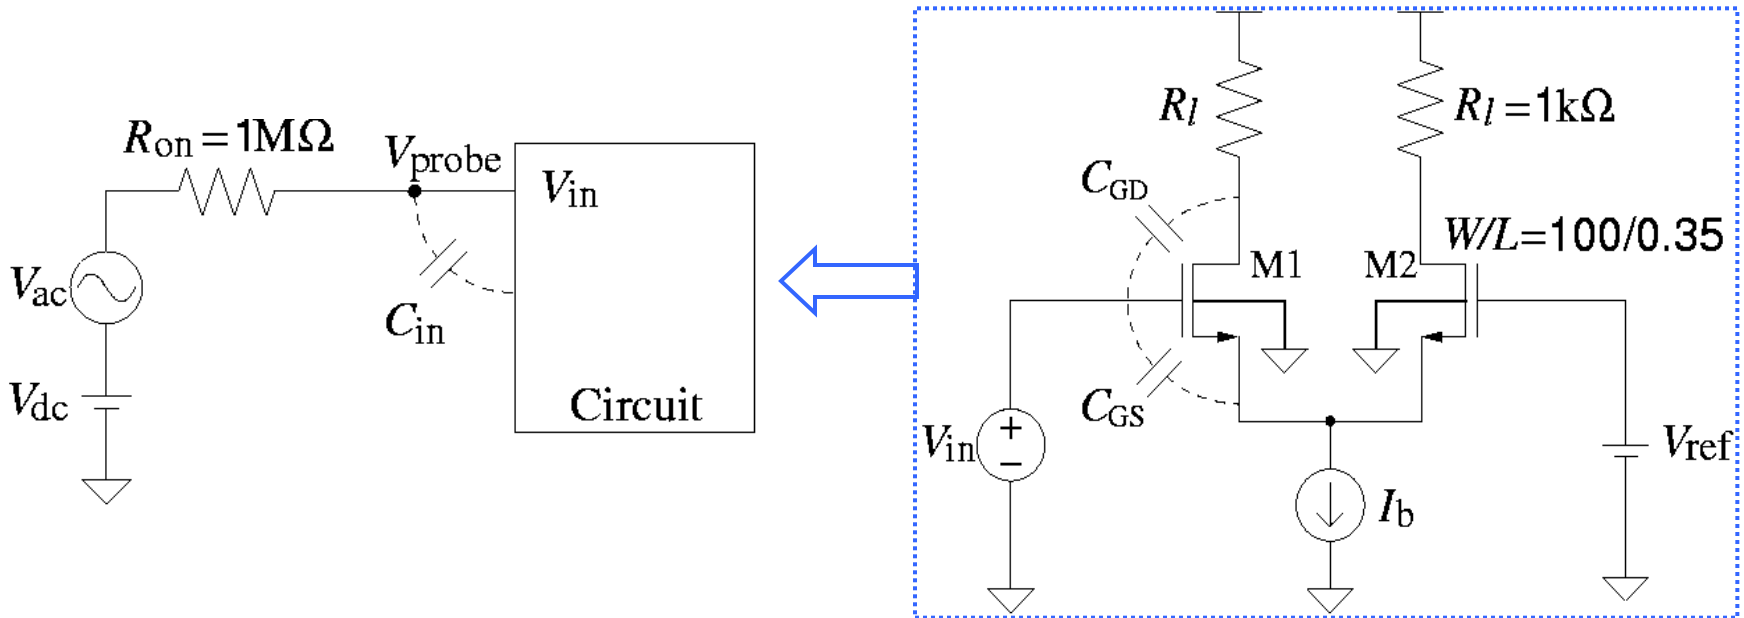 Ron = 1MΩ
Vprobe
Vin
Vac
Cin
Vdc
Circuit
Rl
Rl =1kΩ
CGD
W/L=100/0.35
M1
M2
CGS
Vin
+
−
Vref
Ib